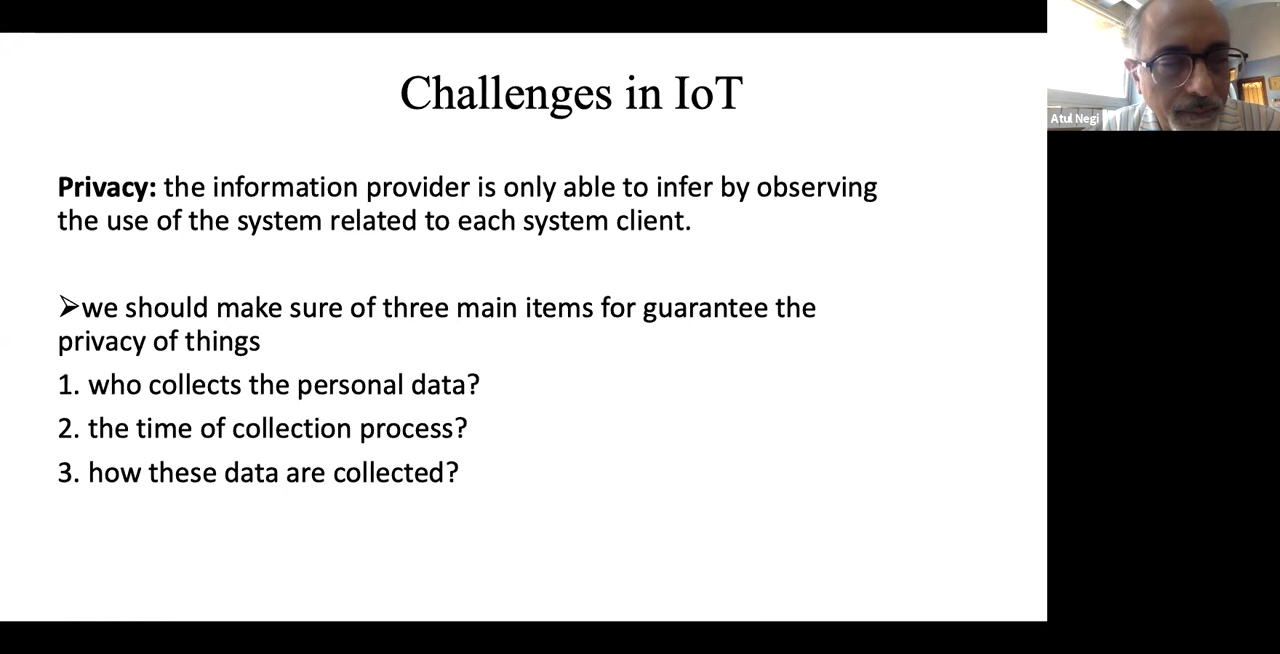 Challenges in IoT
Privacy: the information provider is only able to infer by observing
the use of the system related to each system client.
➢we should make sure of three main items for guarantee the
privacy of things
1. who collects the personal data?
2. the time of collection process?
3. how these data are collected?
Atul Negi